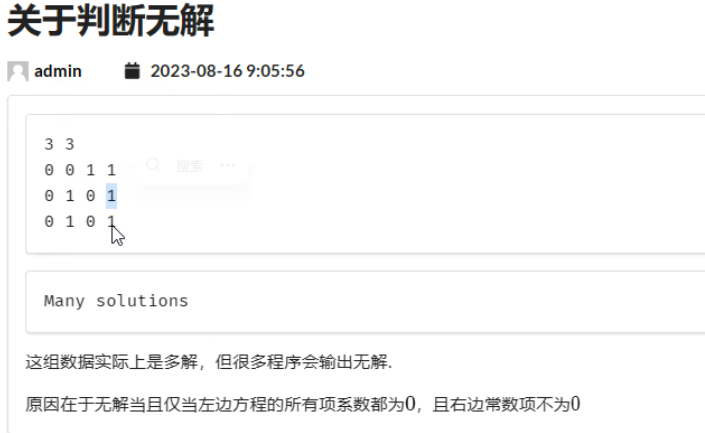 关于判断无解
admin 2023-08-16 9:05:56
3 3
0 0 1 1
搜索 ···
0 1 0 1
0 1 0 1
Many solutions
这组数据实际上是多解，但很多程序会输出无解.
原因在于无解当且仅当左边方程的所有项系数都为0，且右边常数项不为0